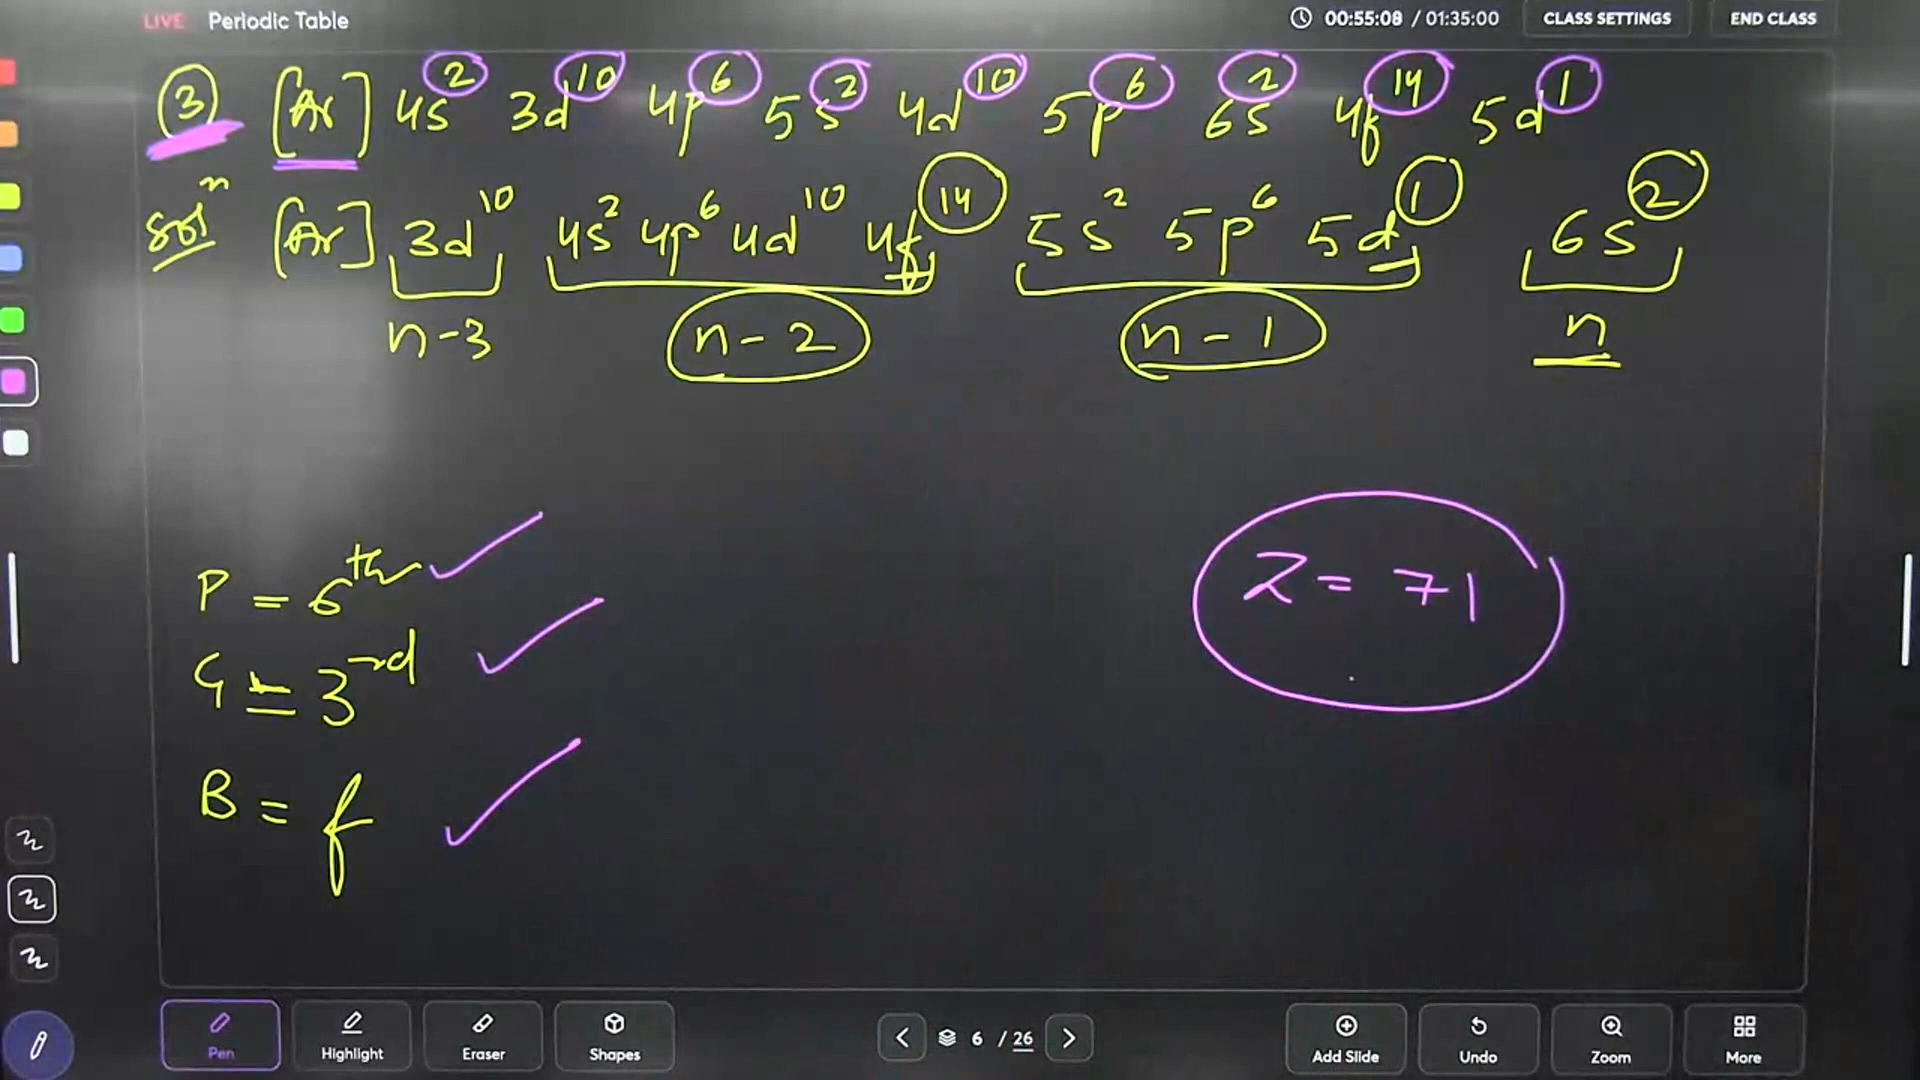 LIVE Periodic Table 00:55:08 / 01:35:00 CLASS SETTINGS END CLASS
③ [Ar] 4s² 3d¹⁰ 4p⁶ 5s² 4d¹⁰ 5p⁶ 6s² 4f¹⁴ 5d¹
Solⁿ [Ar] 3d¹⁰ 4s² 4p⁶ 4d¹⁰ 4f¹⁴ 5s² 5p⁶ 5d¹ 6s²
n-3 n-2 n-1 n
P = 6th
Z = 71
G = 3rd
B = f
Pen Highlight Eraser Shapes 6 / 26 Add Slide Undo Zoom More